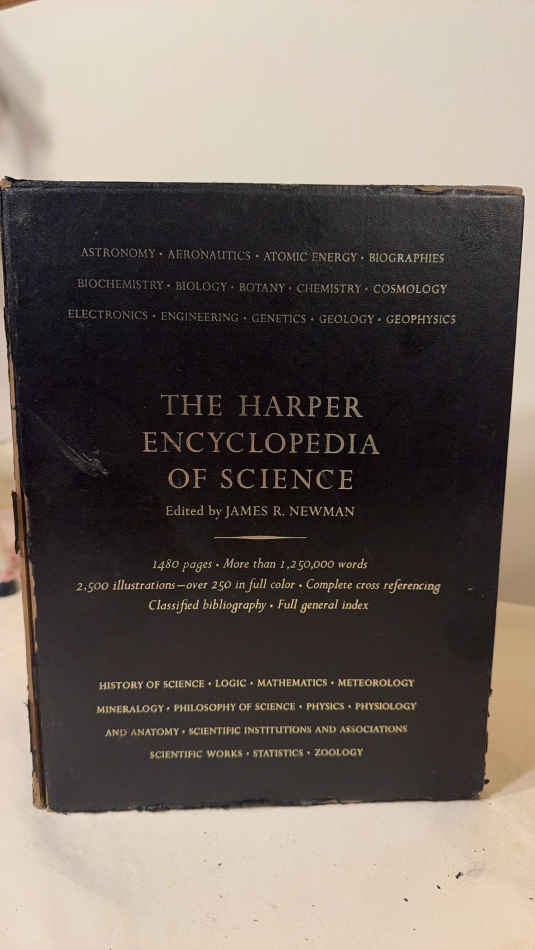 ASTRONOMY • AERONAUTICS • ATOMIC ENERGY • BIOGRAPHIES
BIOCHEMISTRY • BIOLOGY • BOTANY • CHEMISTRY • COSMOLOGY
ELECTRONICS • ENGINEERING • GENETICS • GEOLOGY • GEOPHYSICS
THE HARPER
ENCYCLOPEDIA
OF SCIENCE
Edited by JAMES R. NEWMAN
1480 pages • More than 1,250,000 words
2,500 illustrations—over 250 in full color • Complete cross referencing
Classified bibliography • Full general index
HISTORY OF SCIENCE • LOGIC • MATHEMATICS • METEOROLOGY
MINERALOGY • PHILOSOPHY OF SCIENCE • PHYSICS • PHYSIOLOGY
AND ANATOMY • SCIENTIFIC INSTITUTIONS AND ASSOCIATIONS
SCIENTIFIC WORKS • STATISTICS • ZOOLOGY